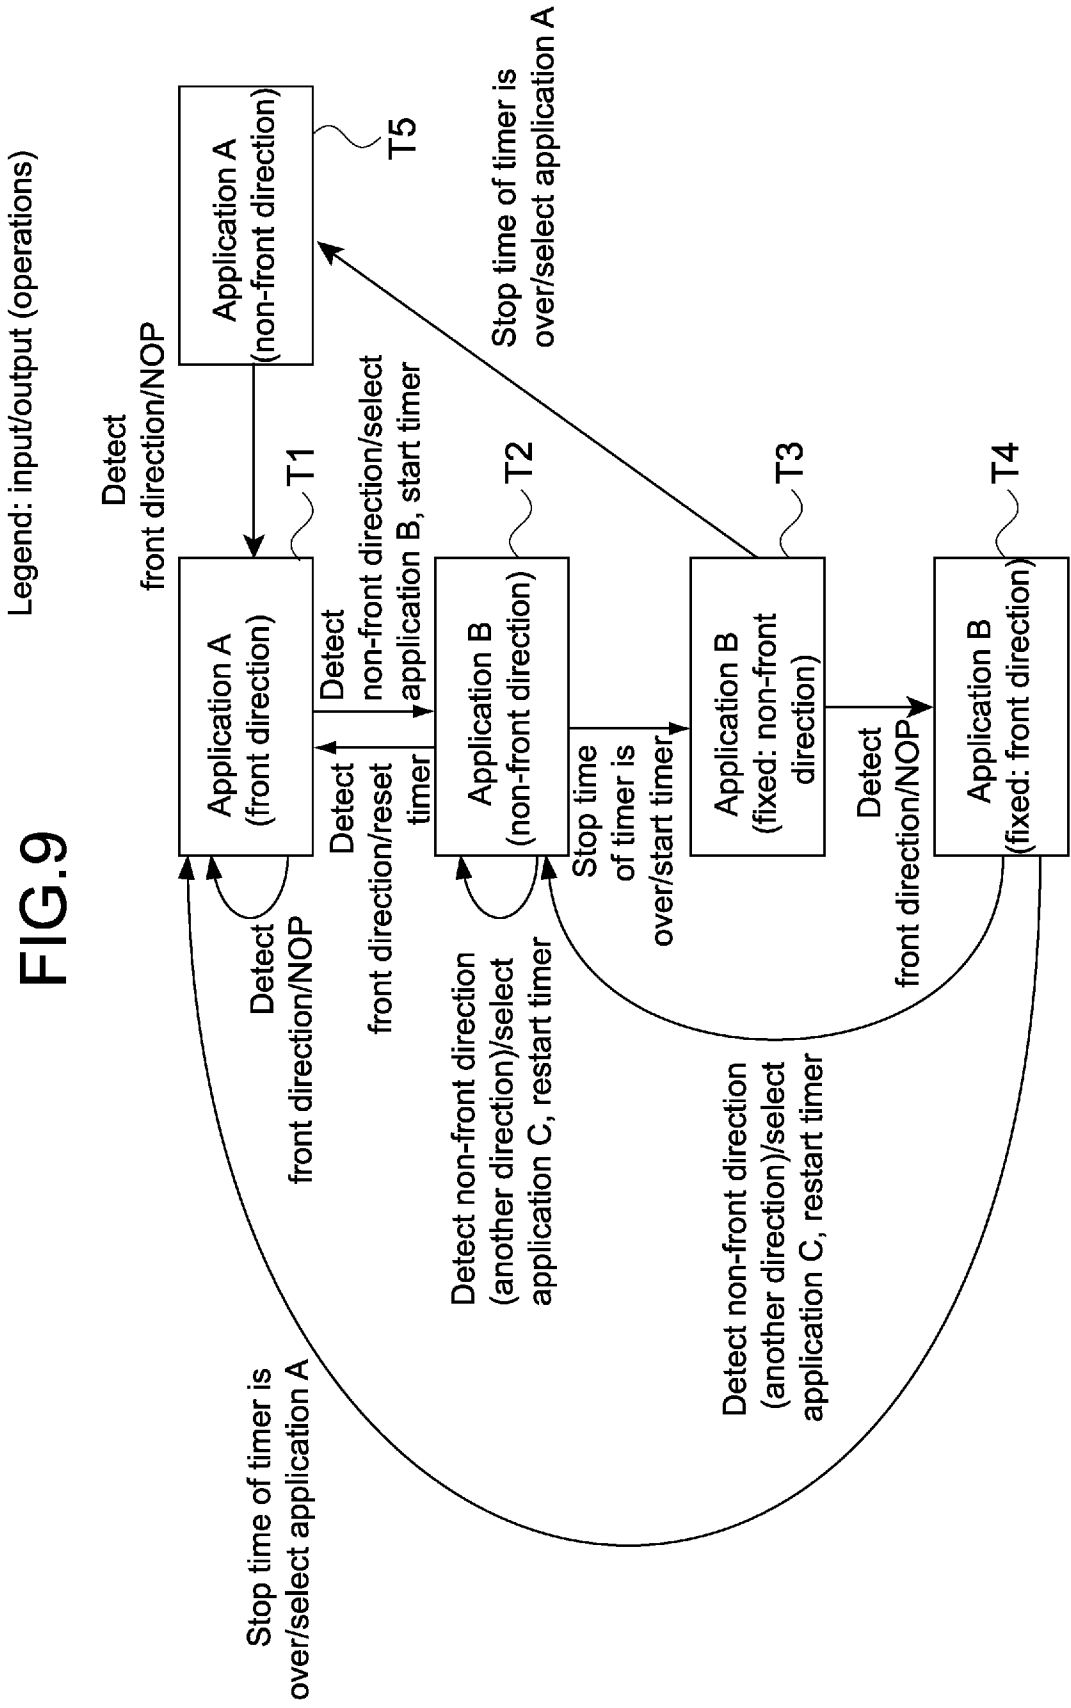 FIG.9
Legend: input/output (operations)
Stop time of timer is
over/select application A
Detect
front direction/NOP
Application A
(front direction)
T1
Detect
front direction/NOP
Application A
(non-front direction)
T5
Detect
front direction/reset
timer
Detect
non-front direction/select
application B, start timer
Detect non-front direction
(another direction)/select
application C, restart timer
Application B
(non-front direction)
T2
Stop time of timer is
over/select application A
Stop time
of timer is
over/start timer
Detect non-front direction
(another direction)/select
application C, restart timer
Application B
(fixed: non-front
direction)
T3
Detect
front direction/NOP
Application B
(fixed: front direction)
T4